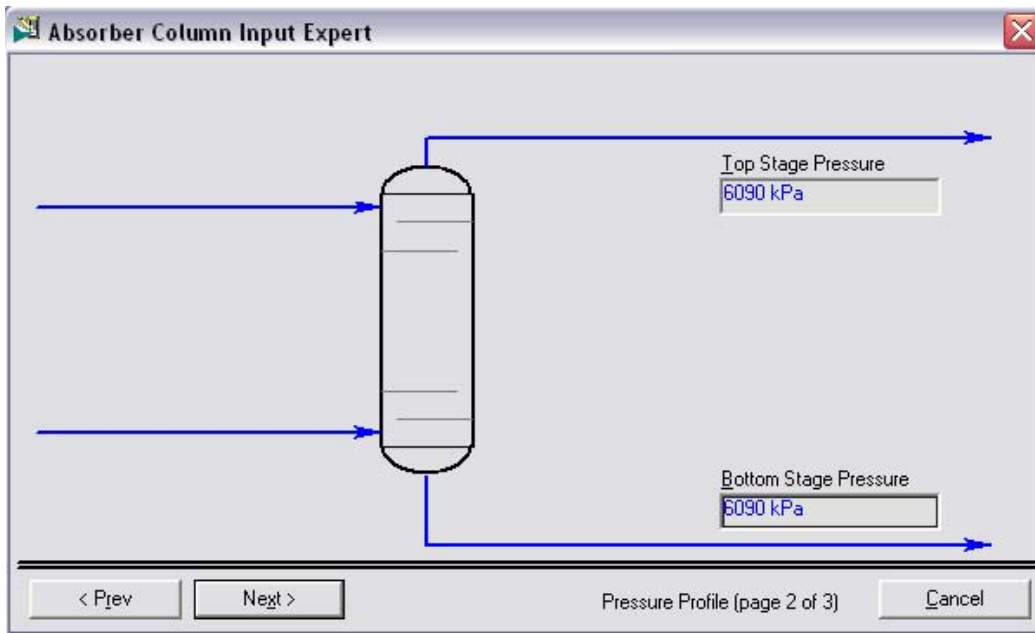 Absorber Column Input Expert
Top Stage Pressure
6090 kPa
Bottom Stage Pressure
6090 kPa
< Prev
Next >
Pressure Profile (page 2 of 3)
Cancel